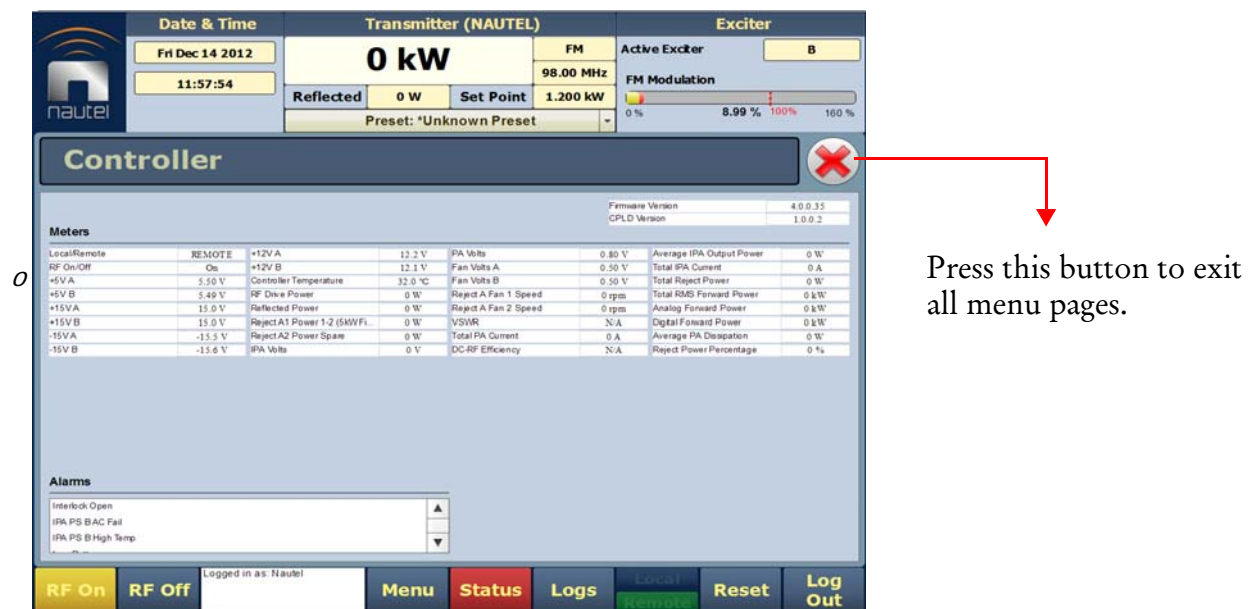 Date & Time
Transmitter (NAUTEL)
Exciter
Fri Dec 14 2012
11:57:54
0 kW
FM
98.00 MHz
Reflected 0 W Set Point 1.200 kW
Preset: *Unknown Preset
Active Exciter B
FM Modulation
0 % 8.99 % 100% 160 %
nautel
Controller
Firmware Version 4.0.0.35
CPLD Version 1.0.0.2
Meters
Local/Remote REMOTE +12V A 12.2 V PA Volts 0.80 V Average IPA Output Power 0 W
RF On/Off On +12V B 12.1 V Fan Volts A 0.50 V Total IPA Current 0 A
+5V A 5.50 V Controller Temperature 32.0 °C Fan Volts B 0.50 V Total Reject Power 0 W
+5V B 5.49 V RF Drive Power 0 W Reject A Fan 1 Speed 0 rpm Total RMS Forward Power 0 kW
+15V A 15.0 V Reflected Power 0 W Reject A Fan 2 Speed 0 rpm Analog Forward Power 0 kW
+15V B 15.0 V Reject A1 Power 1-2 (5kW Fi... 0 W VSWR N/A Digital Forward Power 0 kW
-15V A -15.5 V Reject A2 Power Spare 0 W Total PA Current 0 A Average PA Dissipation 0 W
-15V B -15.6 V IPA Volts 0 V DC-RF Efficiency N/A Reject Power Percentage 0 %
o
Alarms
Interlock Open
IPA PS B AC Fail
IPA PS B High Temp
RF On
RF Off
Logged in as: Nautel
Menu
Status
Logs
Local
Remote
Reset
Log Out
Press this button to exit
all menu pages.